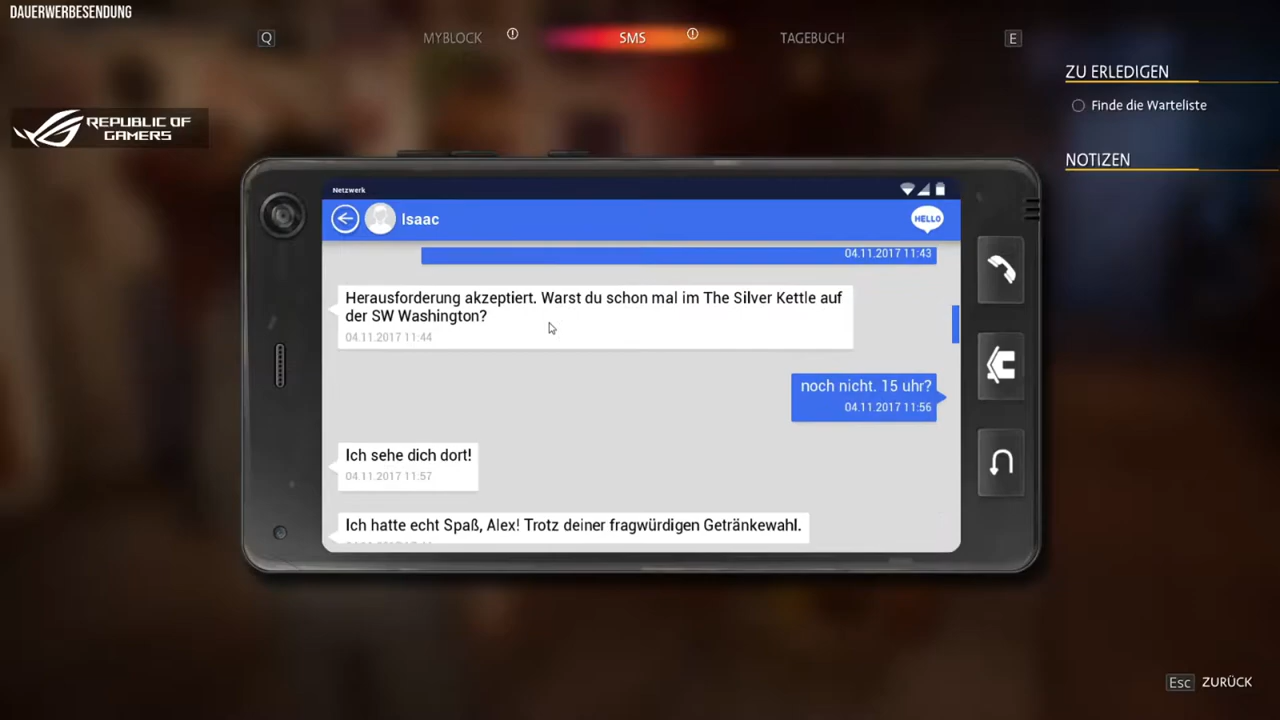 DAUERWERBESENDUNG
Q
MYBLOCK
SMS
TAGEBUCH
E
ZU ERLEDIGEN
Finde die Warteliste
NOTIZEN
REPUBLIC OF
GAMERS
Netzwerk
Isaac
HELLO
04.11.2017 11:43
Herausforderung akzeptiert. Warst du schon mal im The Silver Kettle auf
der SW Washington?
04.11.2017 11:44
noch nicht. 15 uhr?
04.11.2017 11:56
Ich sehe dich dort!
04.11.2017 11:57
Ich hatte echt Spaß, Alex! Trotz deiner fragwürdigen Getränkewahl.
Esc ZURÜCK